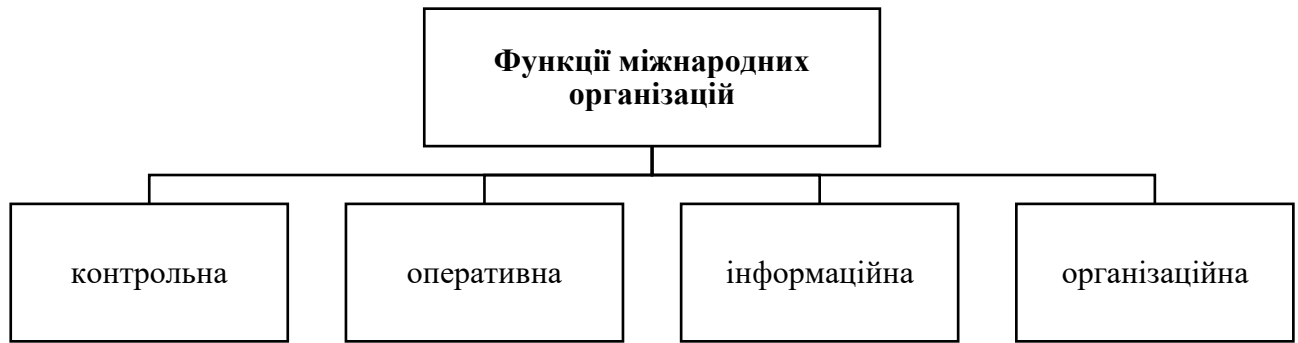 Функції міжнародних
організацій
контрольна
оперативна
інформаційна
організаційна